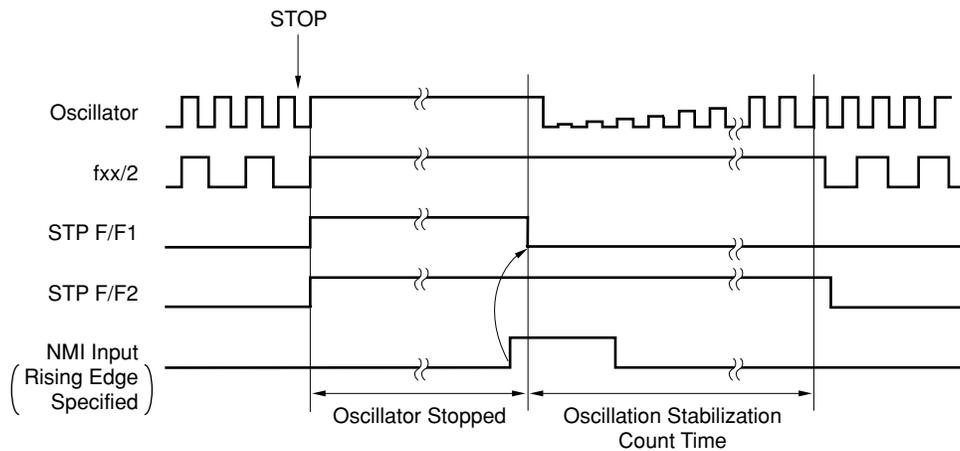 STOP
Oscillator
fxx/2
STP F/F1
STP F/F2
NMI Input
(Rising Edge
Specified)
Oscillator Stopped
Oscillation Stabilization
Count Time